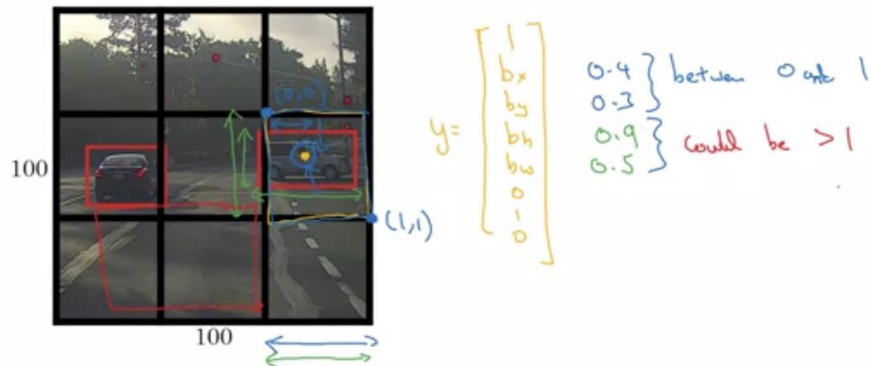 (0,0)
100
(1,1)
100
y=
1
bx
by
bh
bw
0
1
0
0.4
0.3
between 0 and 1
0.9
0.5
could be >1